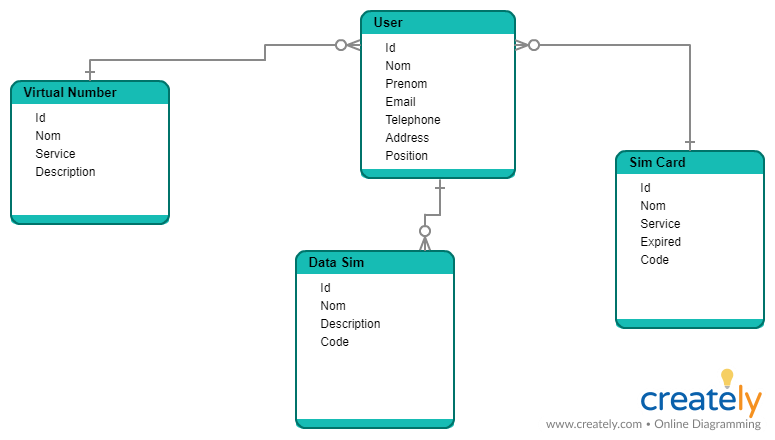 User
Id
Nom
Prenom
Email
Telephone
Address
Position
Virtual Number
Id
Nom
Service
Description
Sim Card
Id
Nom
Service
Expired
Code
Data Sim
Id
Nom
Description
Code
creately
www.creately.com • Online Diagramming